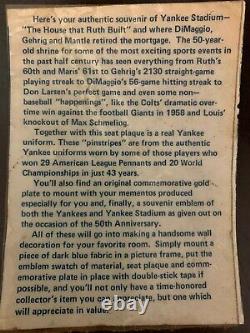 Here's your authentic souvenir of Yankee Stadium—
"The House that Ruth Built" and where DiMaggio,
Gehrig and Mantle retired the mortgage. The 50-year-
old shrine for some of the most exciting sports events in
the past half century has seen everything from Ruth's
60th and Maris' 61st to Gehrig's 2130 straight-game
playing streak to DiMaggio's 56-game hitting streak to
Don Larsen's perfect game and even some non-
baseball "happenings", like the Colts' dramatic over-
time win against the football Giants in 1958 and Louis'
knockout of Max Schmeling.
Together with this seat plaque is a real Yankee
uniform. These "pinstripes" are from the authentic
Yankee uniforms worn by some of those players who
won 29 American League Pennants and 20 World
Championships in just 43 years.
You'll also find an original commemorative gold
plate to mount with your mementos produced
especially for you and, finally, a souvenir emblem of
both the Yankees and Yankee Stadium as given out on
the occasion of the 50th Anniversary.
All of these will go into making a handsome wall
decoration for your favorite room. Simply mount a
piece of dark blue fabric in a picture frame, put the
emblem swatch of material, seat plaque and com-
memorative plate in place with double-stick tape if
possible, and you'll not only have a time-honored
collector's item you can appreciate, but one which
will appreciate in value.